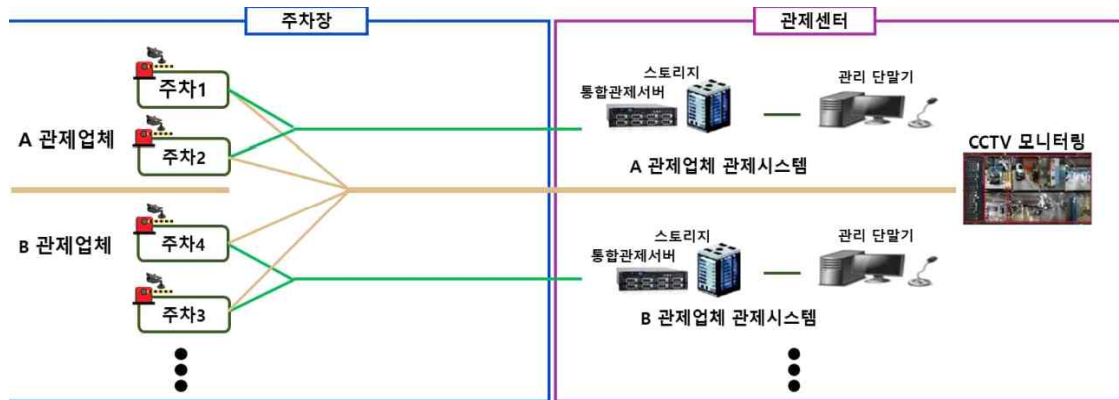 주차장
관제센터
주차1
A 관제업체
주차2
스토리지
통합관제서버
관리 단말기
A 관제업체 관제시스템
CCTV 모니터링
주차4
B 관제업체
주차3
스토리지
통합관제서버
관리 단말기
B 관제업체 관제시스템